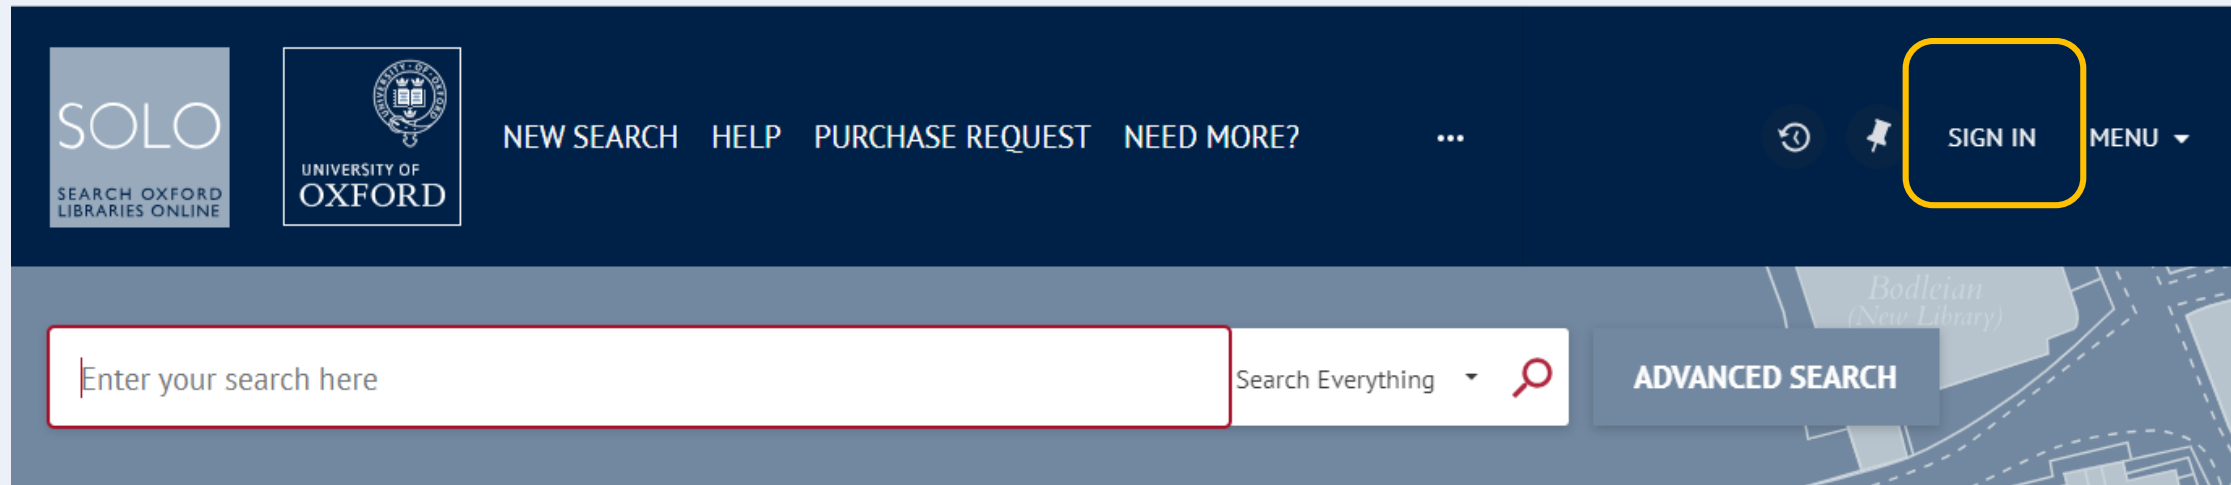 SOLO
SEARCH OXFORD
LIBRARIES ONLINE
UNIVERSITY OF
OXFORD
NEW SEARCH HELP PURCHASE REQUEST NEED MORE? ...
SIGN IN MENU
Enter your search here
Search Everything
ADVANCED SEARCH
Bodleian
(New Library)